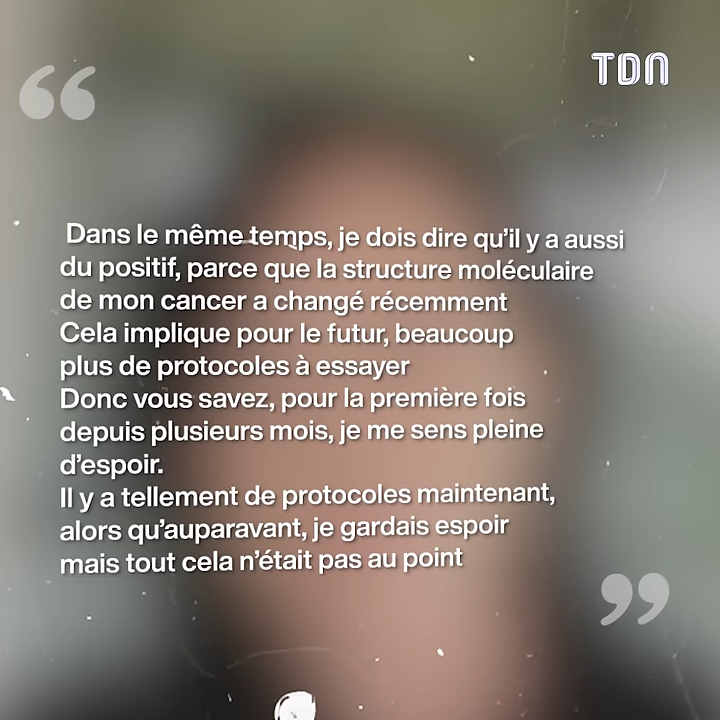 TDN
“
Dans le même temps, je dois dire qu’il y a aussi
du positif, parce que la structure moléculaire
de mon cancer a changé récemment
Cela implique pour le futur, beaucoup
plus de protocoles à essayer
Donc vous savez, pour la première fois
depuis plusieurs mois, je me sens pleine
d’espoir.
Il y a tellement de protocoles maintenant,
alors qu’auparavant, je gardais espoir
mais tout cela n’était pas au point
”